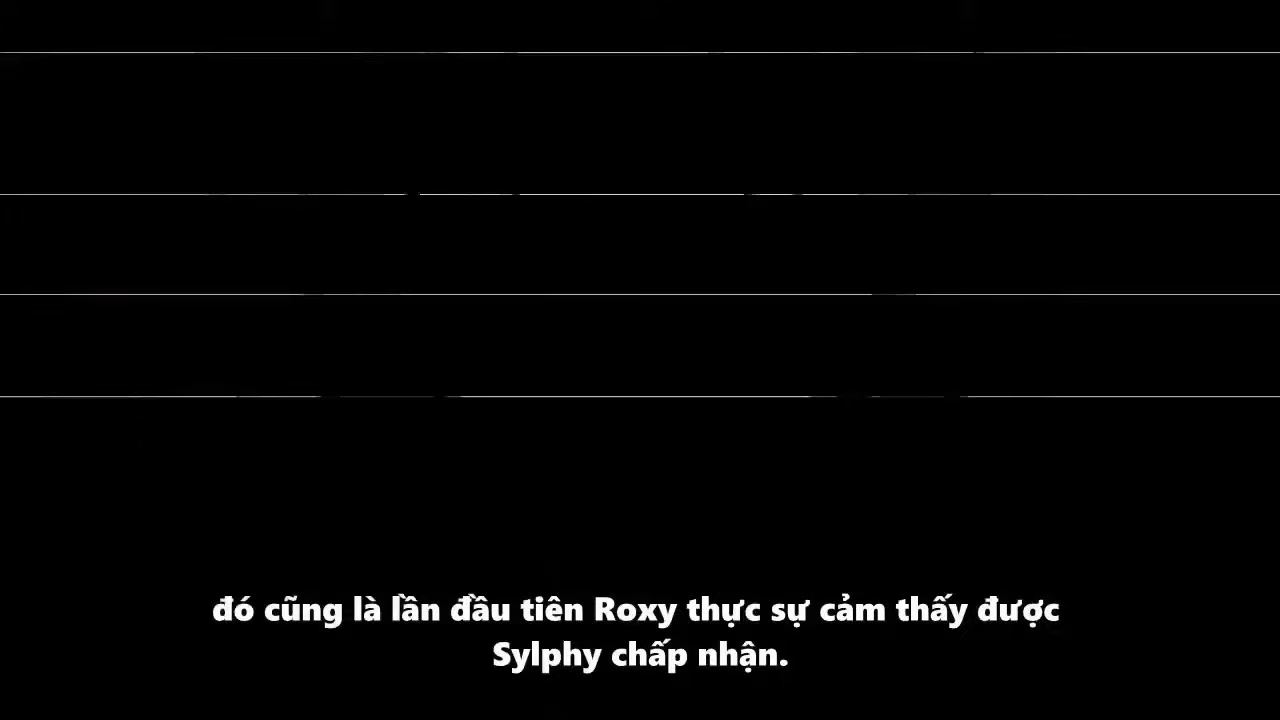 đó cũng là lần đầu tiên Roxy thực sự cảm thấy được
Sylphy chấp nhận.